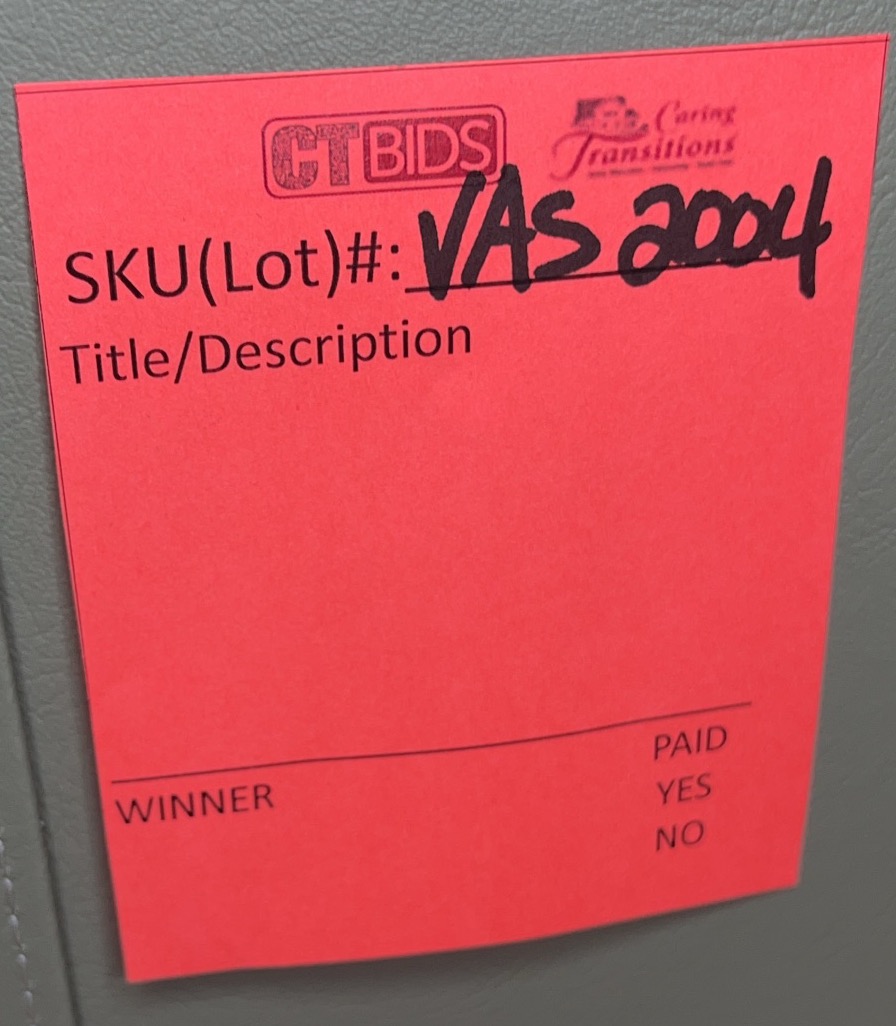 CTBIDS
Caring
Transitions
SKU(Lot)#: VAS 2004
Title/Description
WINNER
PAID
YES
NO